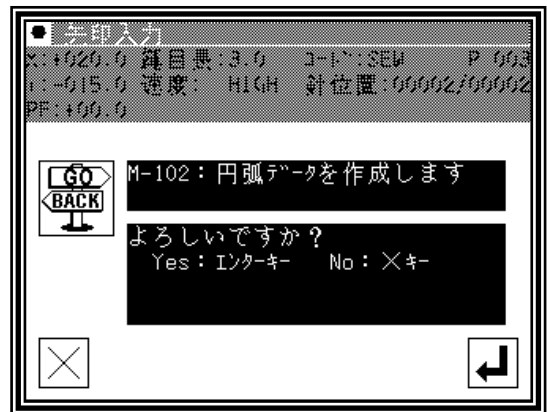 矢印入力
X:+020.0 縫目長:3.0 コード:SEW P 003
Y:-015.0 速度: HIGH 針位置:00002/00002
PF:+00.0
GO
BACK
M-102:円弧データを作成します
よろしいですか?
Yes:エンターキー No:×キー